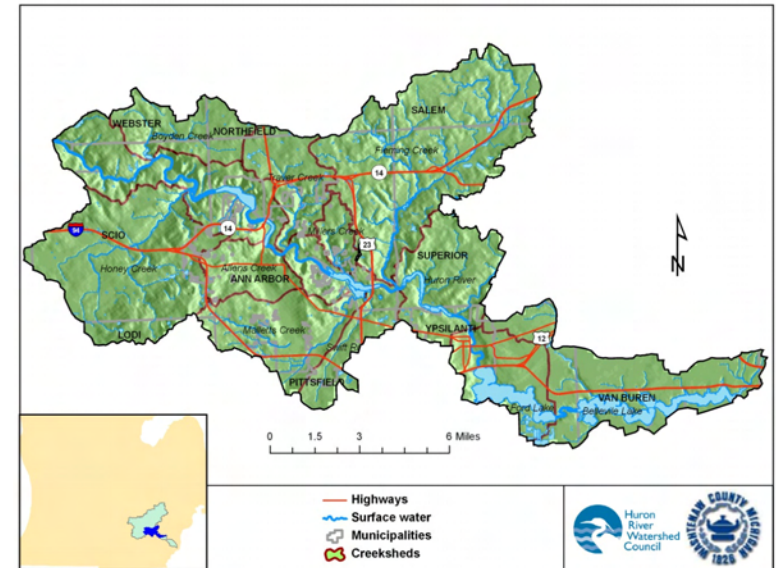 SALEM
WEBSTER
Boyden Creek
NORTHFIELD
Fleming Creek
Traver Creek
14
94
SCIO
14
Millers Creek
23
SUPERIOR
Honey Creek
Allens Creek
ANN ARBOR
Huron River
N
LODI
Malletts Creek
YPSILANTI
12
Swift R
PITTSFIELD
VAN BUREN
Ford Lake
Belleville Lake
0 1.5 3 6 Miles
Highways
Surface water
Municipalities
Creeksheds
Huron
River
Watershed
Council
WASHTENAW COUNTY MICHIGAN
1826